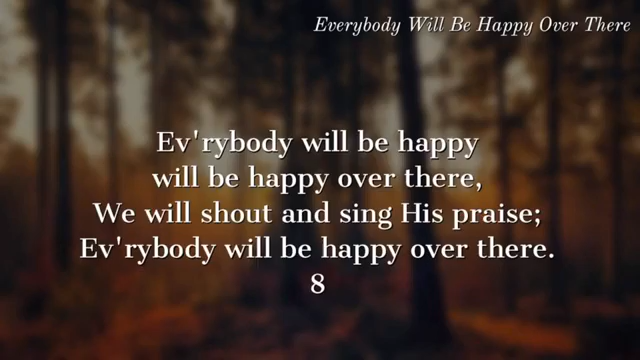 Everybody Will Be Happy Over There
Ev'rybody will be happy
will be happy over there,
We will shout and sing His praise;
Ev'rybody will be happy over there.
8